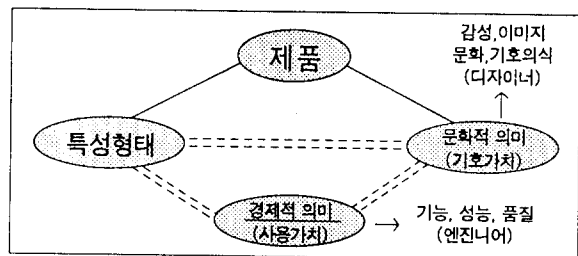 제품
감성,이미지
문화,기호의식
(디자이너)
특성형태
문화적 의미
(기호가치)
경제적 의미
(사용가치)
기능, 성능, 품질
(엔진니어)